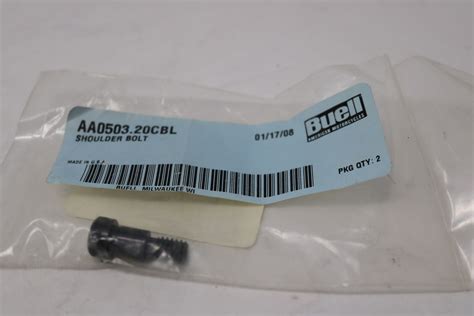 AA0503.20CBL
SHOULDER BOLT
01/17/08
Buell
AMERICAN MOTORCYCLES
MADE IN U.S.A.
PKG QTY: 2
BUELL, MILWAUKEE WI